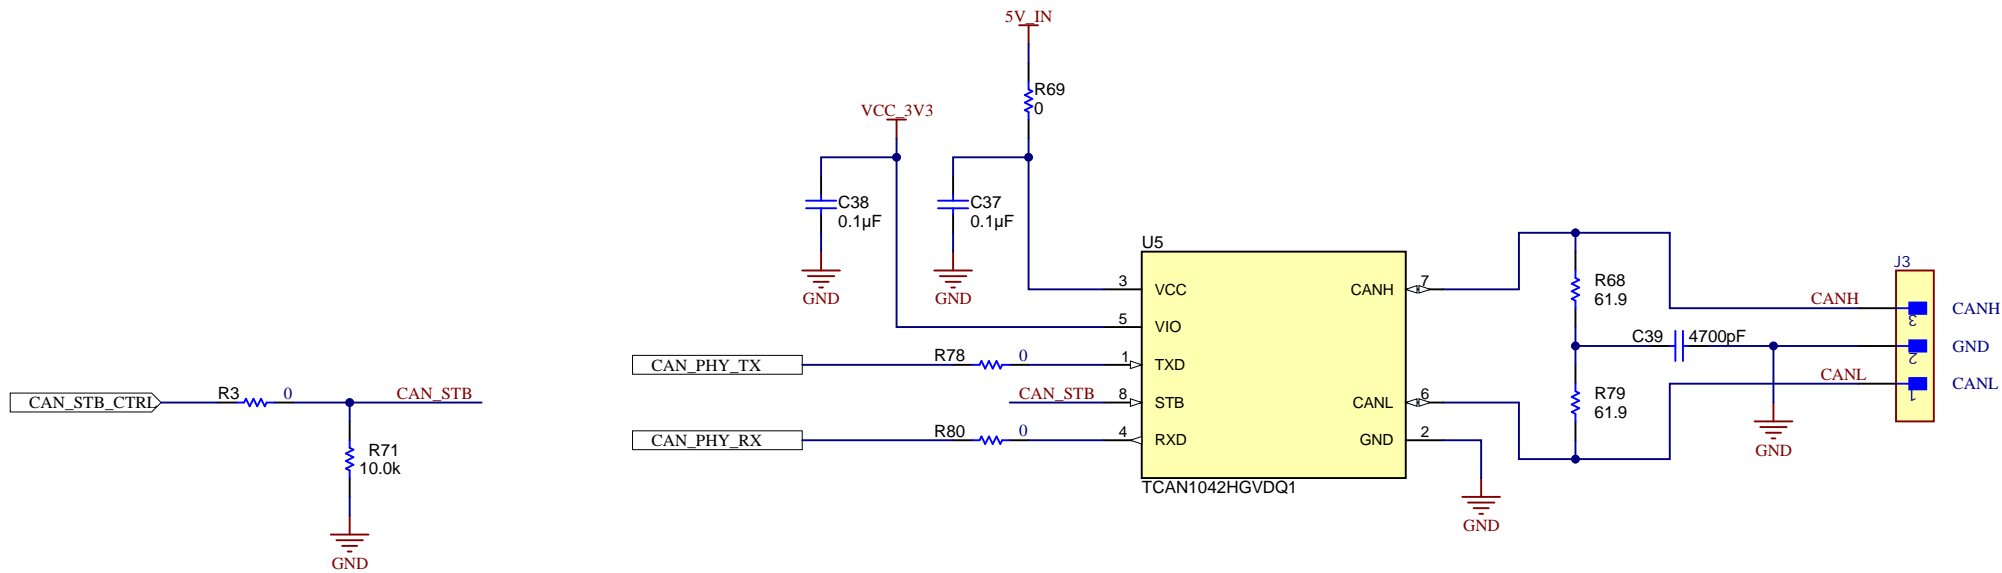 5V_IN
R69
0
VCC_3V3
C38
0.1µF
C37
0.1µF
GND
GND
U5
3 VCC
5 VIO
1 TXD
8 STB
4 RXD
CANH 7
CANL 6
GND 2
TCAN1042HGVDQ1
CAN_PHY_TX
R78 0
CAN_STB
CAN_PHY_RX
R80 0
CAN_STB_CTRL
R3 0
CAN_STB
R71
10.0k
GND
R68
61.9
C39 4700pF
R79
61.9
GND
GND
J3
CANH 3 CANH
2 GND
CANL 1 CANL